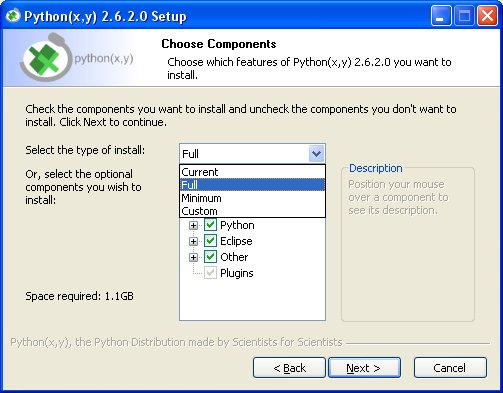 Python(x,y) 2.6.2.0 Setup
python(x,y)
Choose Components
Choose which features of Python(x,y) 2.6.2.0 you want to
install.
Check the components you want to install and uncheck the components you don't want to
install. Click Next to continue.
Select the type of install:
Full
Or, select the optional
components you wish to
install:
Current
Full
Minimum
Custom
Python
Eclipse
Other
Plugins
Description
Position your mouse
over a component to
see its description.
Space required: 1.1GB
Python(x,y), the Python Distribution made by Scientists for Scientists
< Back
Next >
Cancel